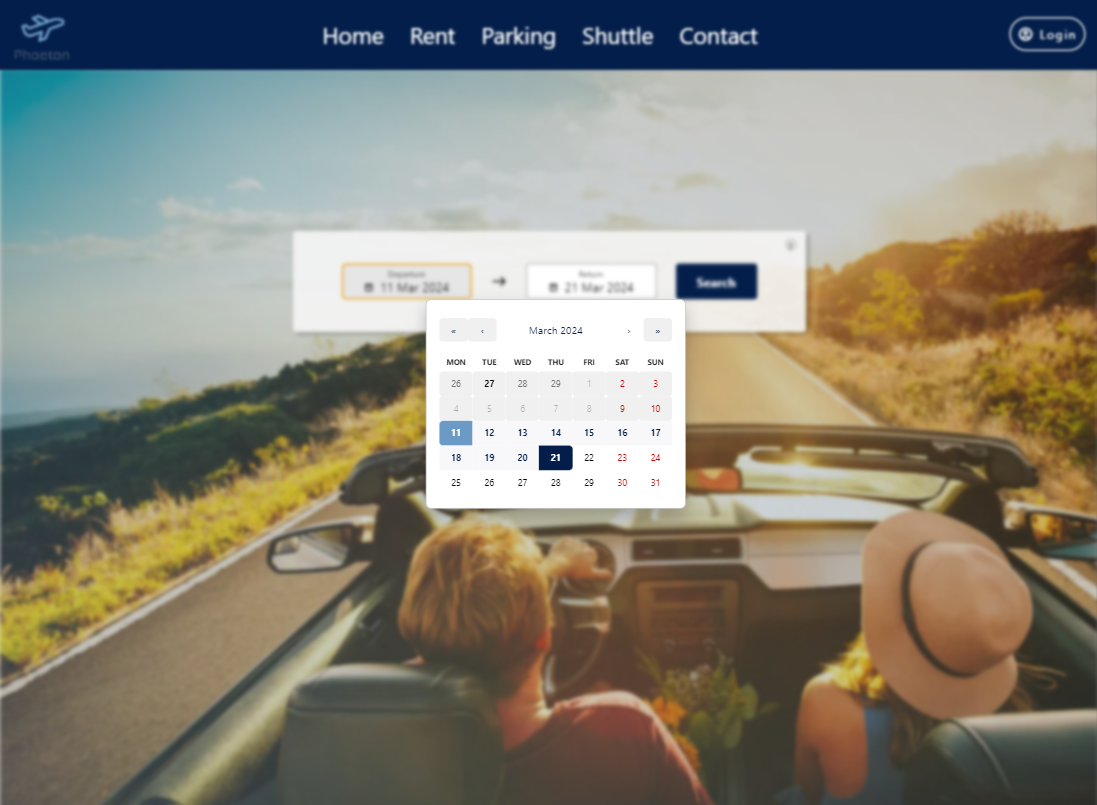 Home Rent Parking Shuttle Contact
Login
Phaeton
Departure
11 Mar 2024
Return
21 Mar 2024
Search
« ‹ March 2024 › »
MON TUE WED THU FRI SAT SUN
26 27 28 29 1 2 3
4 5 6 7 8 9 10
11 12 13 14 15 16 17
18 19 20 21 22 23 24
25 26 27 28 29 30 31